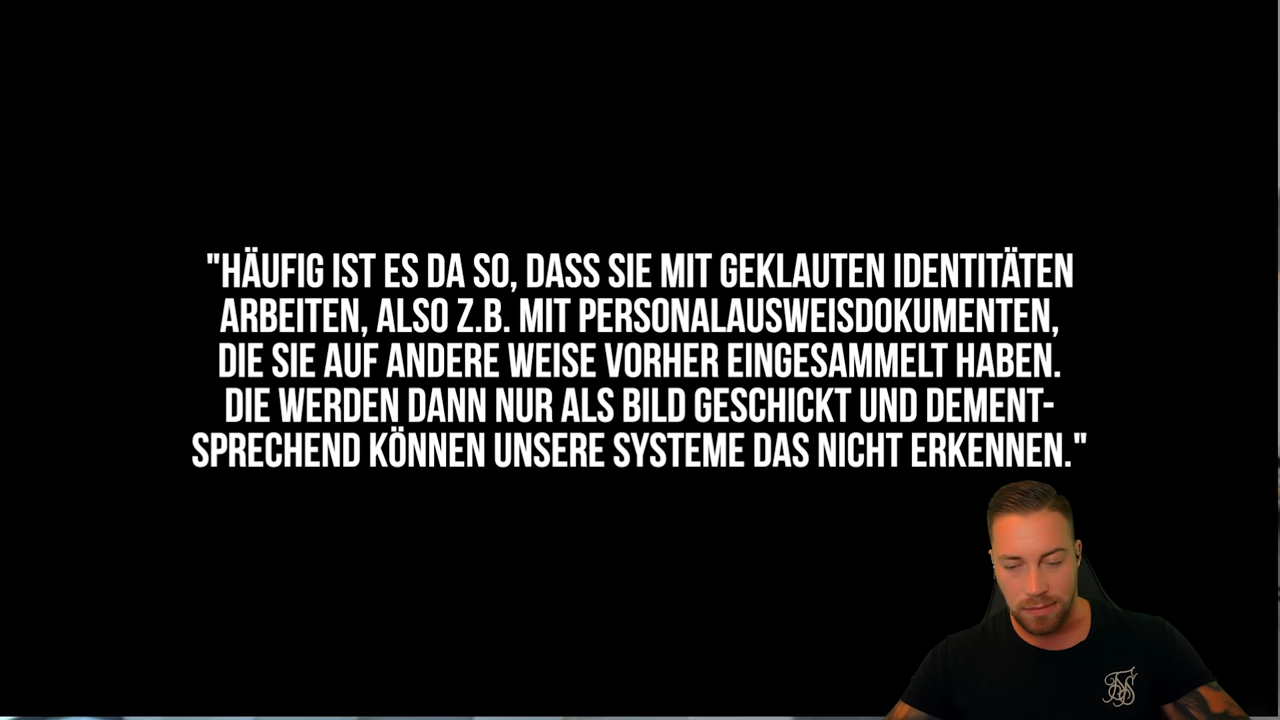 "HÄUFIG IST ES DA SO, DASS SIE MIT GEKLAUTEN IDENTITÄTEN
ARBEITEN, ALSO Z.B. MIT PERSONALAUSWEISDOKUMENTEN,
DIE SIE AUF ANDERE WEISE VORHER EINGESAMMELT HABEN.
DIE WERDEN DANN NUR ALS BILD GESCHICKT UND DEMENT-
SPRECHEND KÖNNEN UNSERE SYSTEME DAS NICHT ERKENNEN."